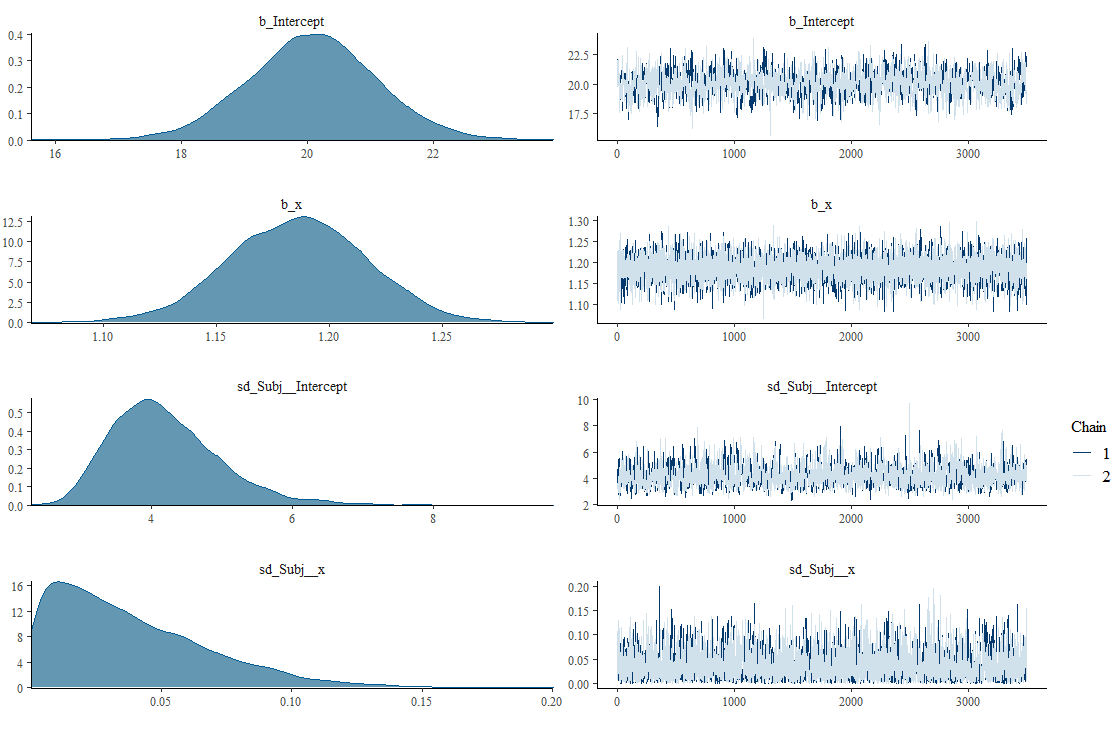 b_Intercept
0.4
0.3
0.2
0.1
0.0
16 18 20 22
b_Intercept
22.5
20.0
17.5
0 1000 2000 3000
b_x
12.5
10.0
7.5
5.0
2.5
0.0
1.10 1.15 1.20 1.25
b_x
1.30
1.25
1.20
1.15
1.10
0 1000 2000 3000
sd_Subj__Intercept
0.5
0.4
0.3
0.2
0.1
0.0
4 6 8
sd_Subj__Intercept
10
8
6
4
2
0 1000 2000 3000
Chain
1
2
sd_Subj__x
16
12
8
4
0
0.05 0.10 0.15 0.20
sd_Subj__x
0.20
0.15
0.10
0.05
0.00
0 1000 2000 3000